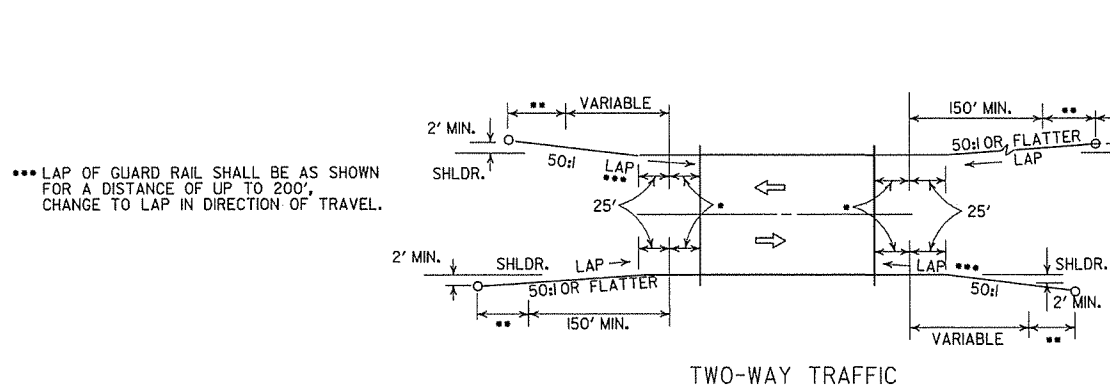 ** VARIABLE
150' MIN. **
2' MIN.
50:1 OR FLATTER
50:1
SHLDR.
LAP
***
LAP
*** LAP OF GUARD RAIL SHALL BE AS SHOWN
FOR A DISTANCE OF UP TO 200',
CHANGE TO LAP IN DIRECTION OF TRAVEL.
25'
*
*
25'
2' MIN.
SHLDR.
LAP
LAP ***
SHLDR.
50:1 OR FLATTER
50:1
2' MIN.
** 150' MIN.
VARIABLE **
TWO-WAY TRAFFIC